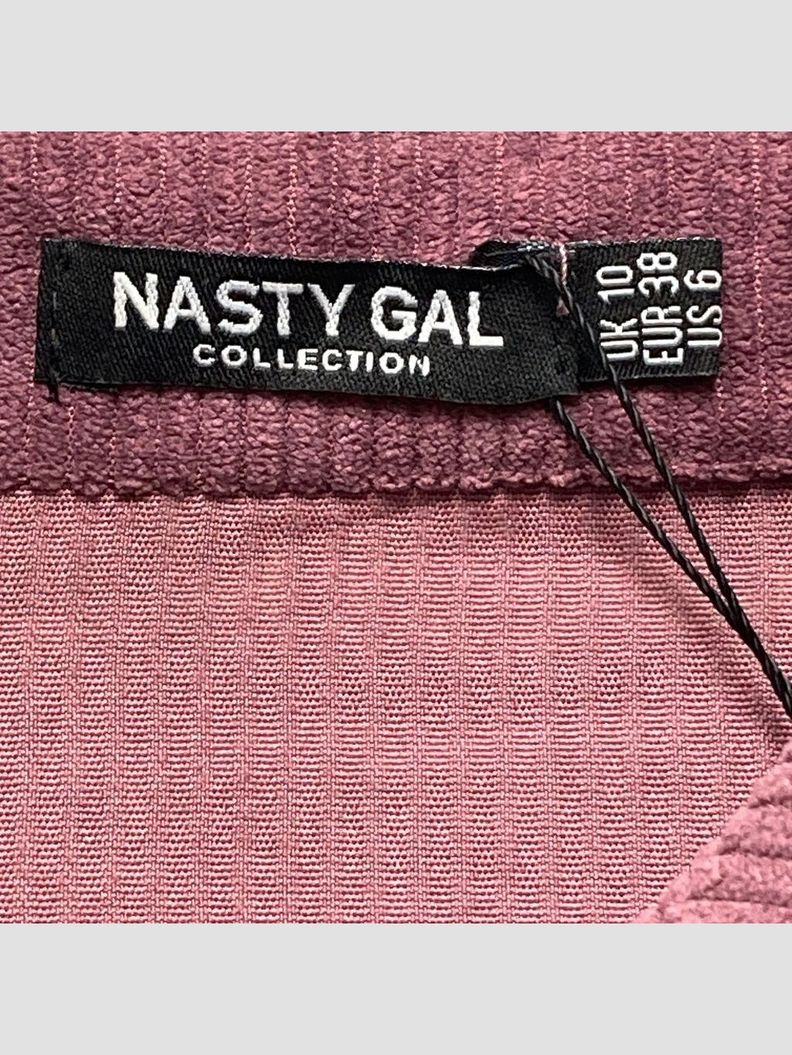 NASTY GAL
COLLECTION
UK 10
EUR 38
US 6